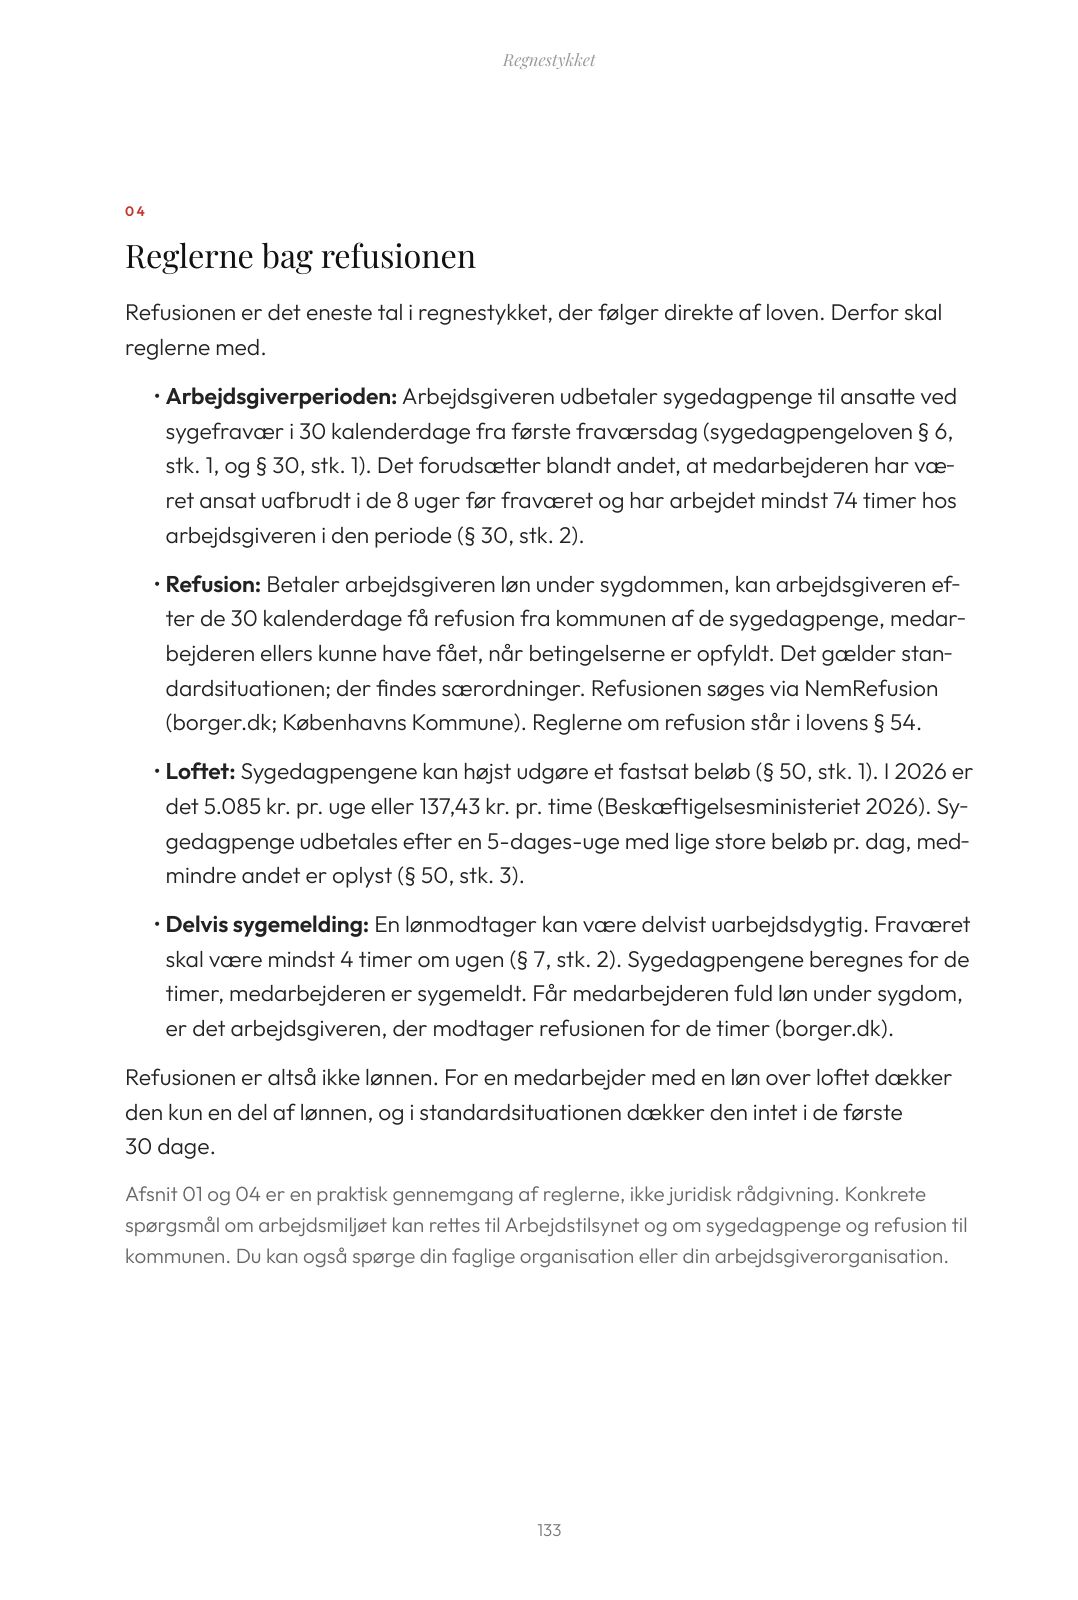 Regnestykket
04
Reglerne bag refusionen
Refusionen er det eneste tal i regnestykket, der følger direkte af loven. Derfor skal
reglerne med.
• Arbejdsgiverperioden: Arbejdsgiveren udbetaler sygedagpenge til ansatte ved
sygefravær i 30 kalenderdage fra første fraværsdag (sygedagpengeloven § 6,
stk. 1, og § 30, stk. 1). Det forudsætter blandt andet, at medarbejderen har væ-
ret ansat uafbrudt i de 8 uger før fraværet og har arbejdet mindst 74 timer hos
arbejdsgiveren i den periode (§ 30, stk. 2).
• Refusion: Betaler arbejdsgiveren løn under sygdommen, kan arbejdsgiveren ef-
ter de 30 kalenderdage få refusion fra kommunen af de sygedagpenge, medar-
bejderen ellers kunne have fået, når betingelserne er opfyldt. Det gælder stan-
dardsituationen; der findes særordninger. Refusionen søges via NemRefusion
(borger.dk; Københavns Kommune). Reglerne om refusion står i lovens § 54.
• Loftet: Sygedagpengene kan højst udgøre et fastsat beløb (§ 50, stk. 1). I 2026 er
det 5.085 kr. pr. uge eller 137,43 kr. pr. time (Beskæftigelsesministeriet 2026). Sy-
gedagpenge udbetales efter en 5-dages-uge med lige store beløb pr. dag, med-
mindre andet er oplyst (§ 50, stk. 3).
• Delvis sygemelding: En lønmodtager kan være delvist uarbejdsdygtig. Fraværet
skal være mindst 4 timer om ugen (§ 7, stk. 2). Sygedagpengene beregnes for de
timer, medarbejderen er sygemeldt. Får medarbejderen fuld løn under sygdom,
er det arbejdsgiveren, der modtager refusionen for de timer (borger.dk).
Refusionen er altså ikke lønnen. For en medarbejder med en løn over loftet dækker
den kun en del af lønnen, og i standardsituationen dækker den intet i de første
30 dage.
Afsnit 01 og 04 er en praktisk gennemgang af reglerne, ikke juridisk rådgivning. Konkrete
spørgsmål om arbejdsmiljøet kan rettes til Arbejdstilsynet og om sygedagpenge og refusion til
kommunen. Du kan også spørge din faglige organisation eller din arbejdsgiverorganisation.
133